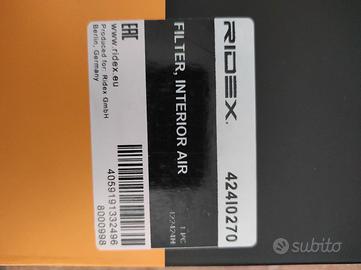 RIDEX.
424I0270
FILTER, INTERIOR AIR
1 PC
EAC
www.ridex.eu
Produced for: Ridex GmbH
Berlin, Germany
4059191332496
8000998
subito